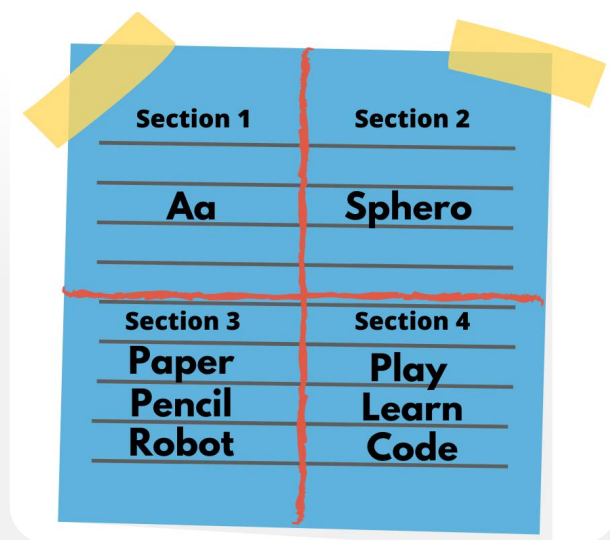 Section 1
Aa
Section 2
Sphero
Section 3
Paper
Pencil
Robot
Section 4
Play
Learn
Code